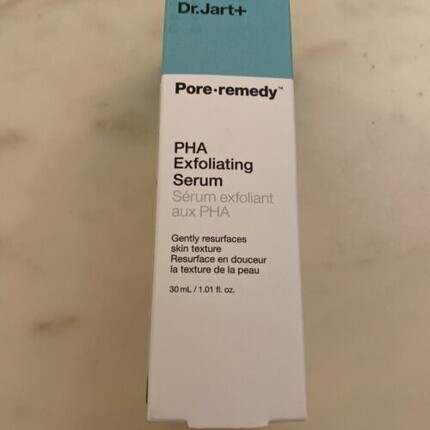 Dr.Jart+
Pore·remedy™
PHA
Exfoliating
Serum
Sérum exfoliant
aux PHA
Gently resurfaces
skin texture
Resurface en douceur
la texture de la peau
30 mL / 1.01 fl. oz.